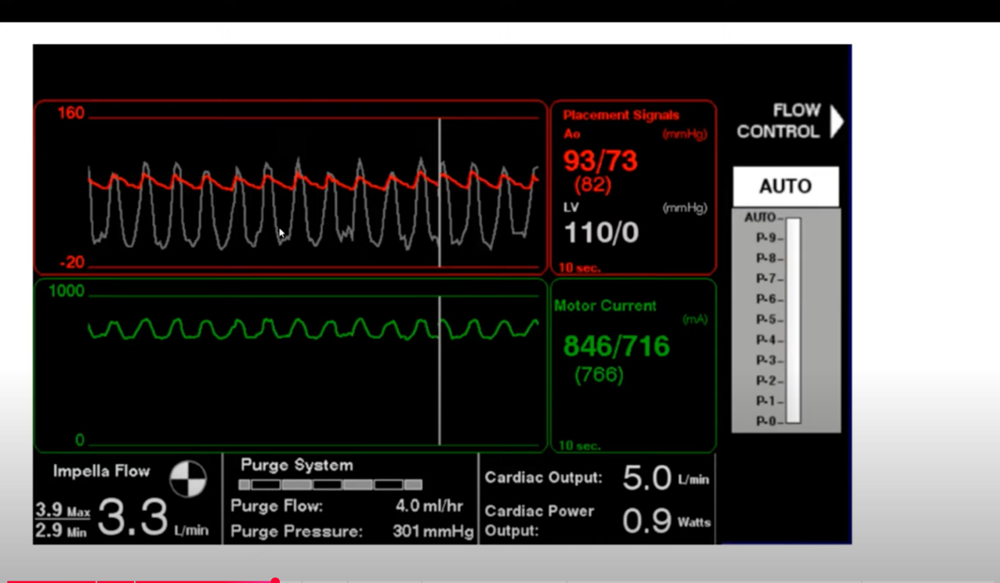 160
-20
Placement Signals
Ao (mmHg)
93/73
(82)
LV (mmHg)
110/0
10 sec.
FLOW
CONTROL
AUTO
AUTO
P-9
P-8
P-7
P-6
P-5
P-4
P-3
P-2
P-1
P-0
1000
0
Motor Current
(mA)
846/716
(766)
10 sec.
Impella Flow
3.9 Max
2.9 Min
3.3 L/min
Purge System
Purge Flow: 4.0 ml/hr
Purge Pressure: 301 mmHg
Cardiac Output: 5.0 L/min
Cardiac Power
Output: 0.9 Watts